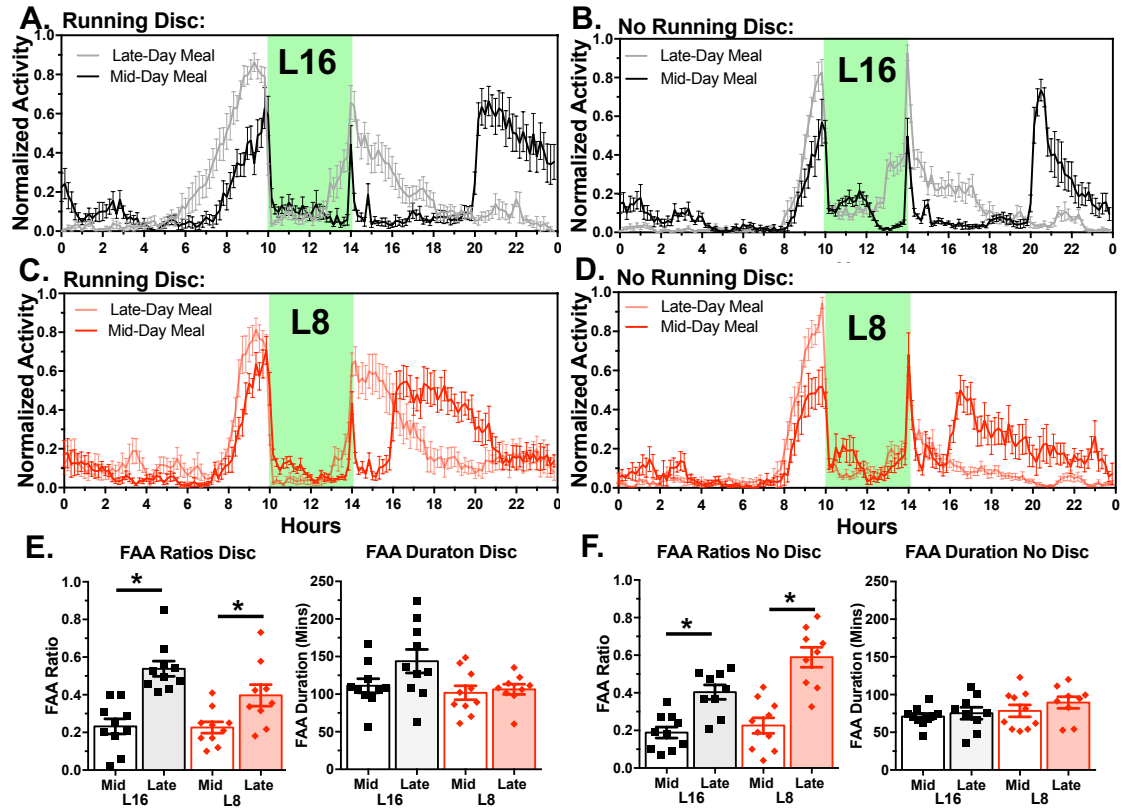 A. Running Disc:
Late-Day Meal
Mid-Day Meal
L16
Normalized Activity
1.0
0.8
0.6
0.4
0.2
0.0
0 2 4 6 8 10 12 14 16 18 20 22 0
B. No Running Disc:
Late-Day Meal
Mid-Day Meal
L16
Normalized Activity
1.0
0.8
0.6
0.4
0.2
0.0
0 2 4 6 8 10 12 14 16 18 20 22 0
C. Running Disc:
Late-Day Meal
Mid-Day Meal
L8
Normalized Activity
1.0
0.8
0.6
0.4
0.2
0.0
0 2 4 6 8 10 12 14 16 18 20 22 0
Hours
D. No Running Disc:
Late-Day Meal
Mid-Day Meal
L8
Normalized Activity
1.0
0.8
0.6
0.4
0.2
0.0
0 2 4 6 8 10 12 14 16 18 20 22 0
Hours
E. FAA Ratios Disc
FAA Ratio
1.0
0.8
0.6
0.4
0.2
0.0
* *
Mid Late Mid Late
L16 L8
FAA Duraton Disc
FAA Duration (Mins)
250
200
150
100
50
0
Mid Late Mid Late
L16 L8
F. FAA Ratios No Disc
FAA Ratio
1.0
0.8
0.6
0.4
0.2
0.0
* *
Mid Late Mid Late
L16 L8
FAA Duration No Disc
FAA Duration (Mins)
250
200
150
100
50
0
Mid Late Mid Late
L16 L8